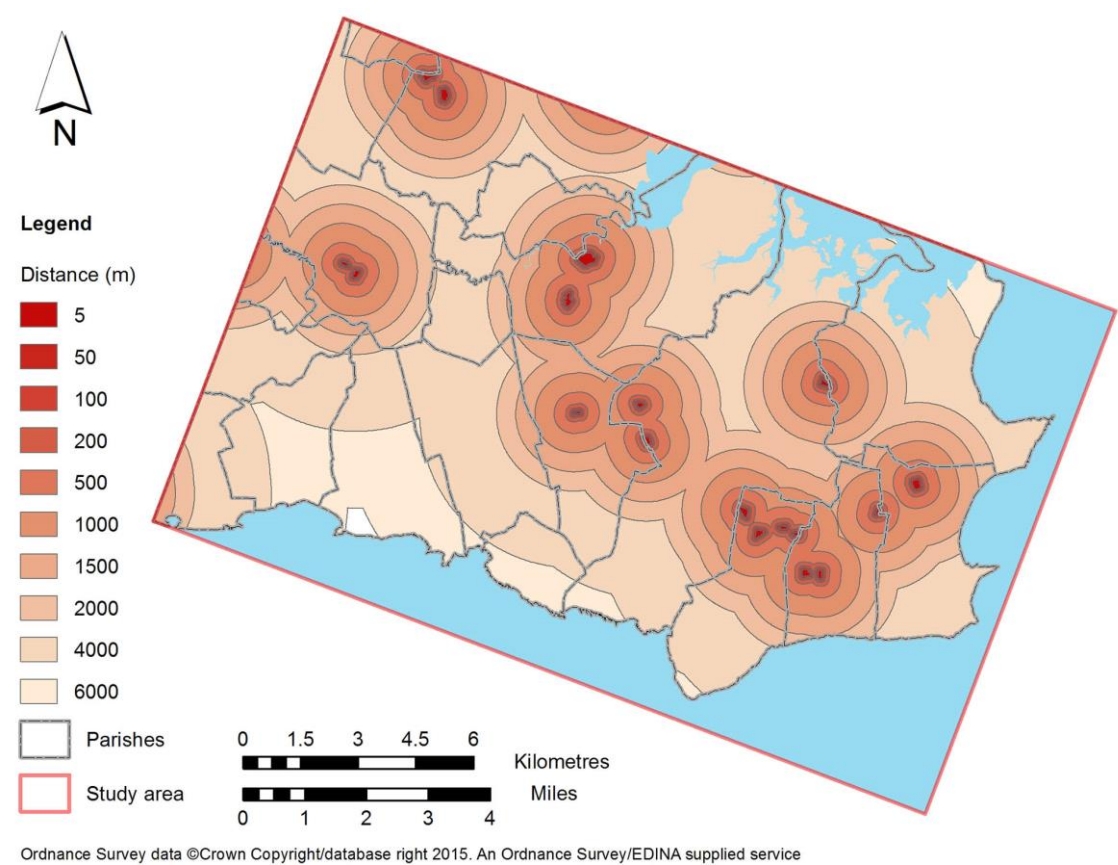 N
Legend
Distance (m)
5
50
100
200
500
1000
1500
2000
4000
6000
Parishes
Study area
0 1.5 3 4.5 6
Kilometres
Miles
0 1 2 3 4
Ordnance Survey data ©Crown Copyright/database right 2015. An Ordnance Survey/EDINA supplied service